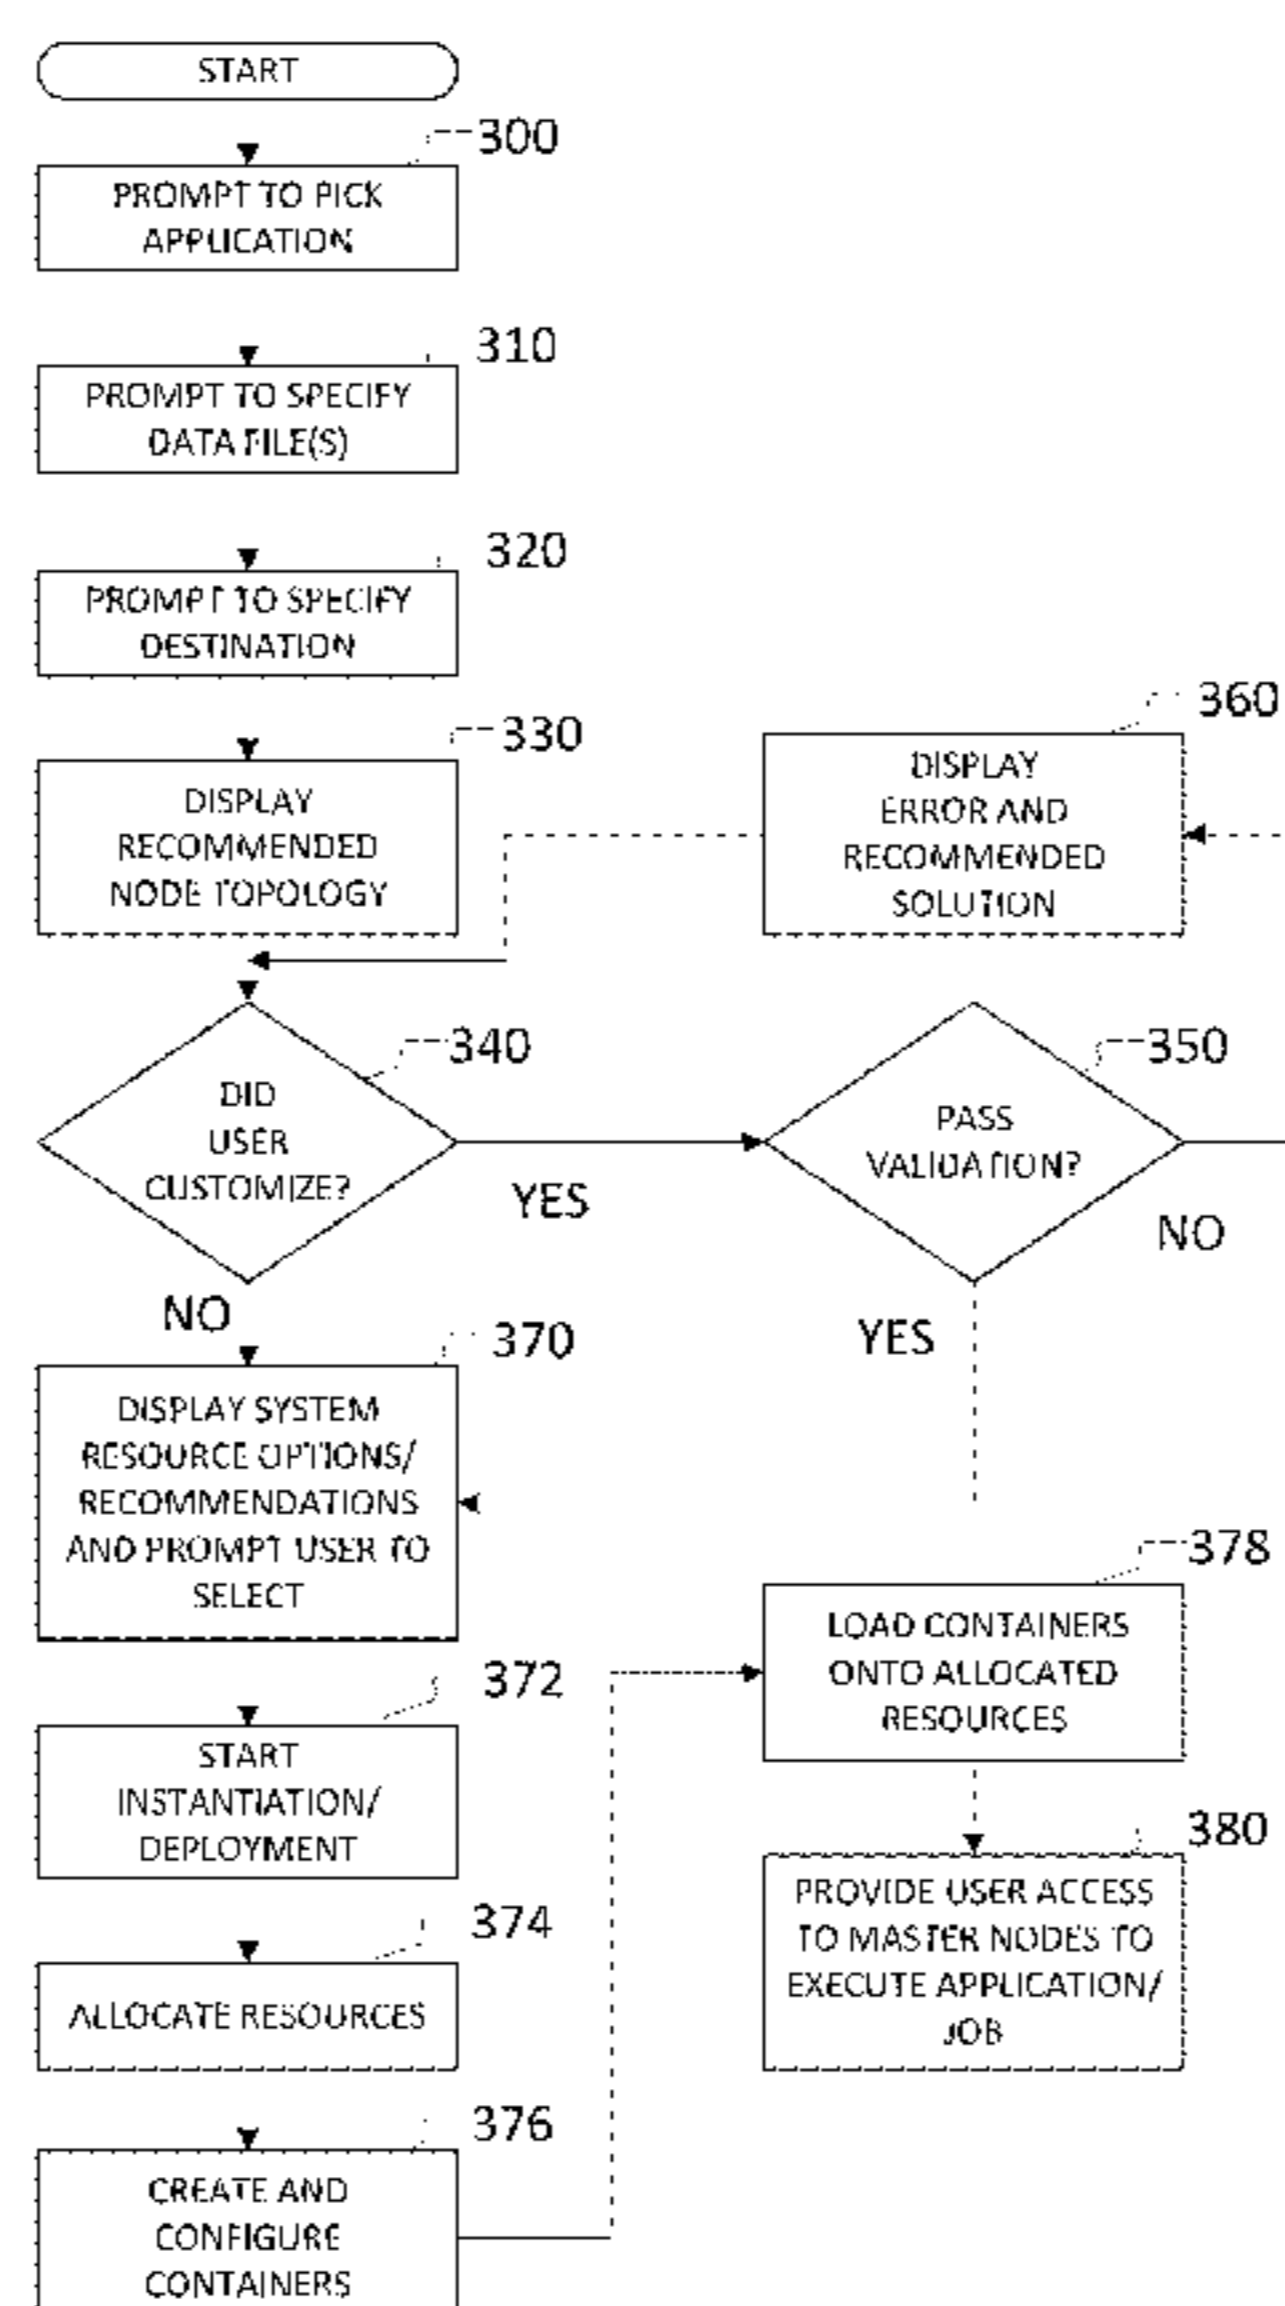 START
300
PROMPT TO PICK
APPLICATION
310
PROMPT TO SPECIFY
DATA FILE(S)
320
PROMPT TO SPECIFY
DESTINATION
330
DISPLAY
RECOMMENDED
NODE TOPOLOGY
360
DISPLAY
ERROR AND
RECOMMENDED
SOLUTION
340
DID
USER
CUSTOMIZE?
YES
NO
350
PASS
VALIDATION?
NO
YES
370
DISPLAY SYSTEM
RESOURCE OPTIONS/
RECOMMENDATIONS
AND PROMPT USER TO
SELECT
372
START
INSTANTIATION/
DEPLOYMENT
374
ALLOCATE RESOURCES
376
CREATE AND
CONFIGURE
CONTAINERS
378
LOAD CONTAINERS
ONTO ALLOCATED
RESOURCES
380
PROVIDE USER ACCESS
TO MASTER NODES TO
EXECUTE APPLICATION/
JOB